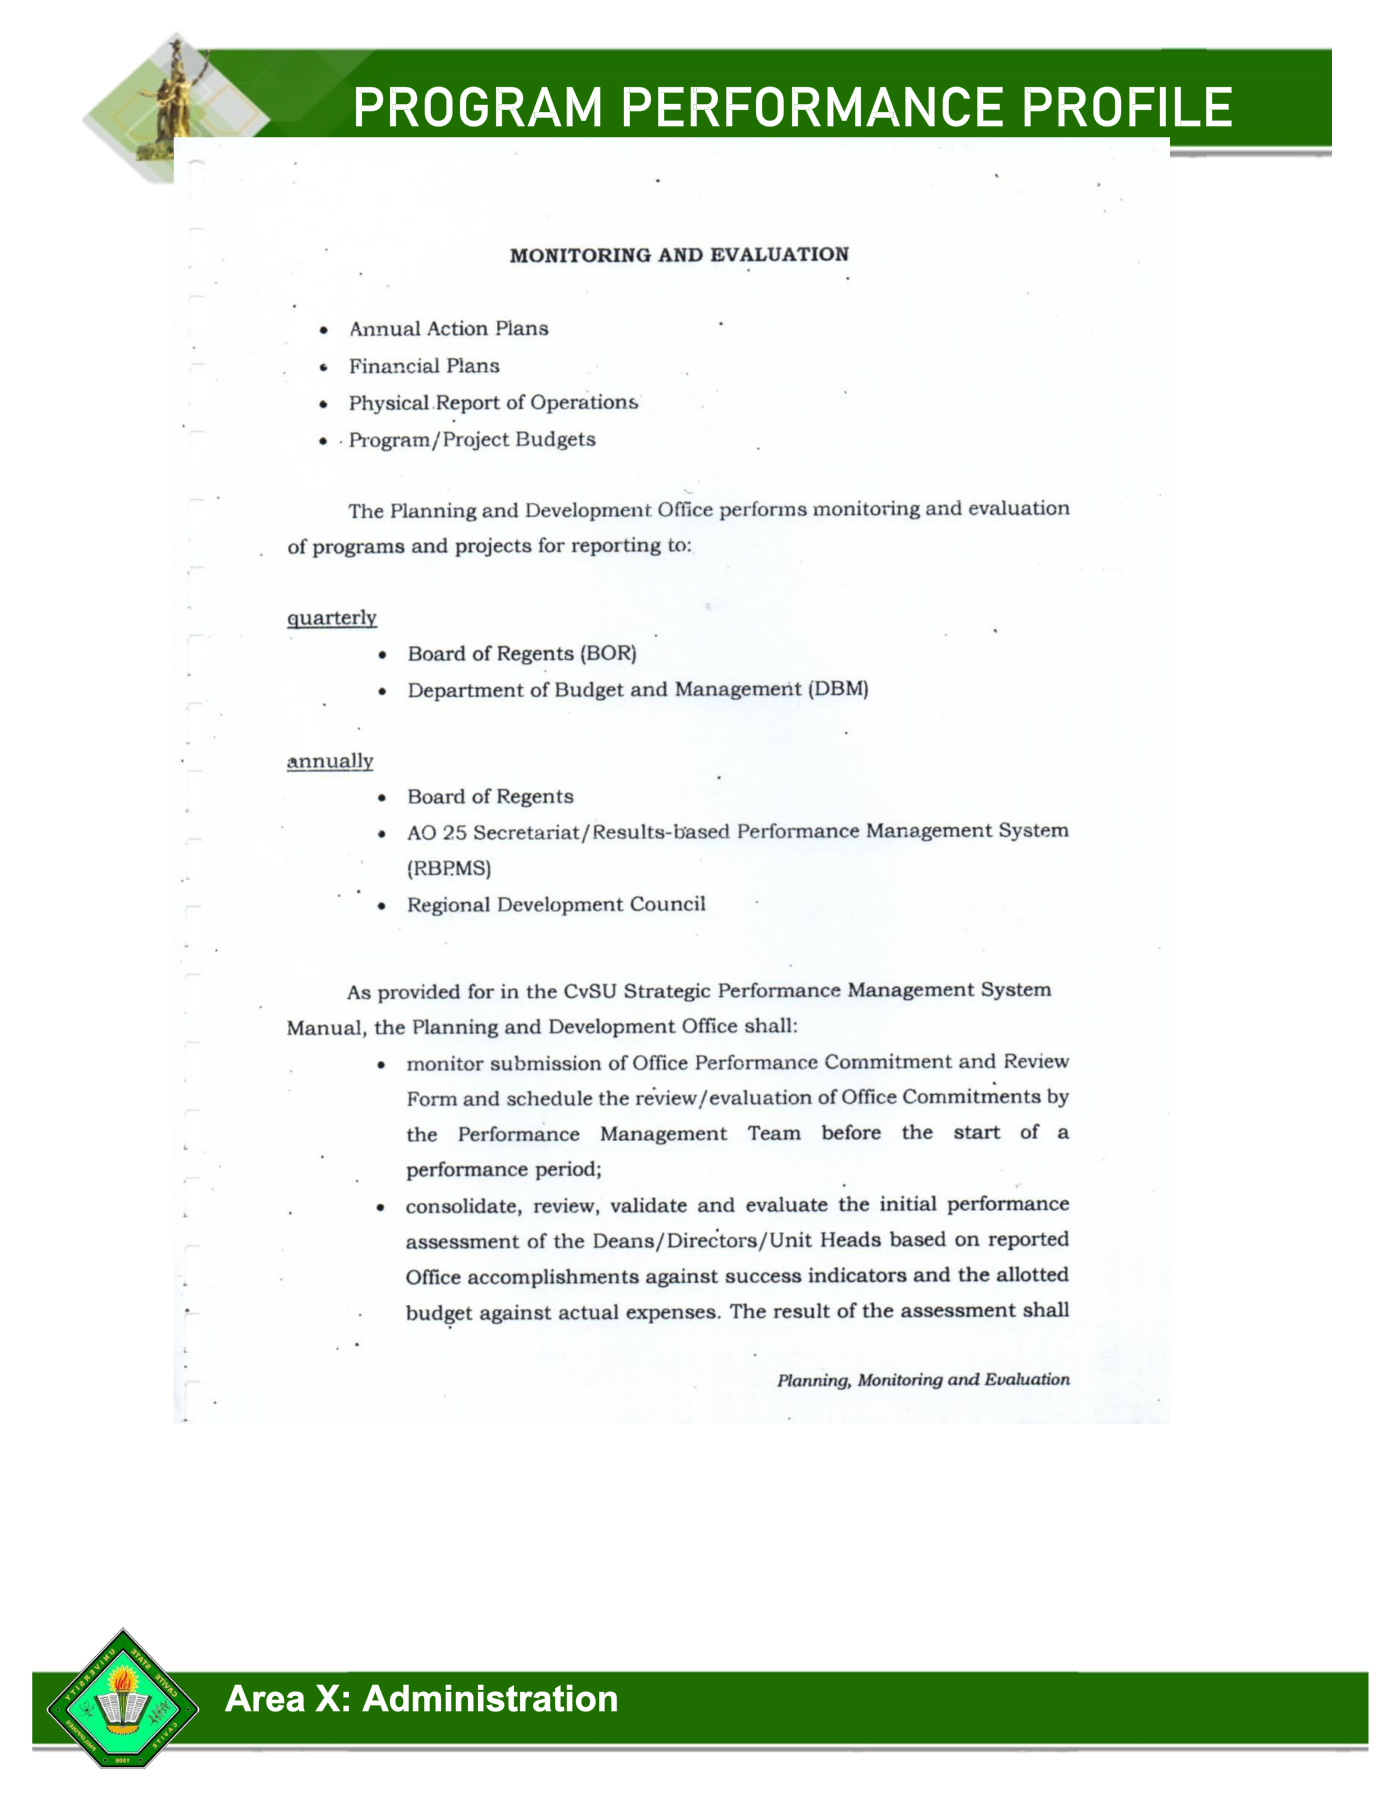 PROGRAM PERFORMANCE PROFILE
MONITORING AND EVALUATION
• Annual Action Plans
• Financial Plans
• Physical Report of Operations
• Program/Project Budgets
The Planning and Development Office performs monitoring and evaluation
of programs and projects for reporting to:
quarterly
• Board of Regents (BOR)
• Department of Budget and Management (DBM)
annually
• Board of Regents
• AO 25 Secretariat/Results-based Performance Management System
(RBPMS)
• Regional Development Council
As provided for in the CvSU Strategic Performance Management System
Manual, the Planning and Development Office shall:
• monitor submission of Office Performance Commitment and Review
Form and schedule the review/evaluation of Office Commitments by
the Performance Management Team before the start of a
performance period;
• consolidate, review, validate and evaluate the initial performance
assessment of the Deans/Directors/Unit Heads based on reported
Office accomplishments against success indicators and the allotted
budget against actual expenses. The result of the assessment shall
Planning, Monitoring and Evaluation
CAVITE STATE UNIVERSITY
CAVITE
PHILIPPINES
1906
Area X: Administration